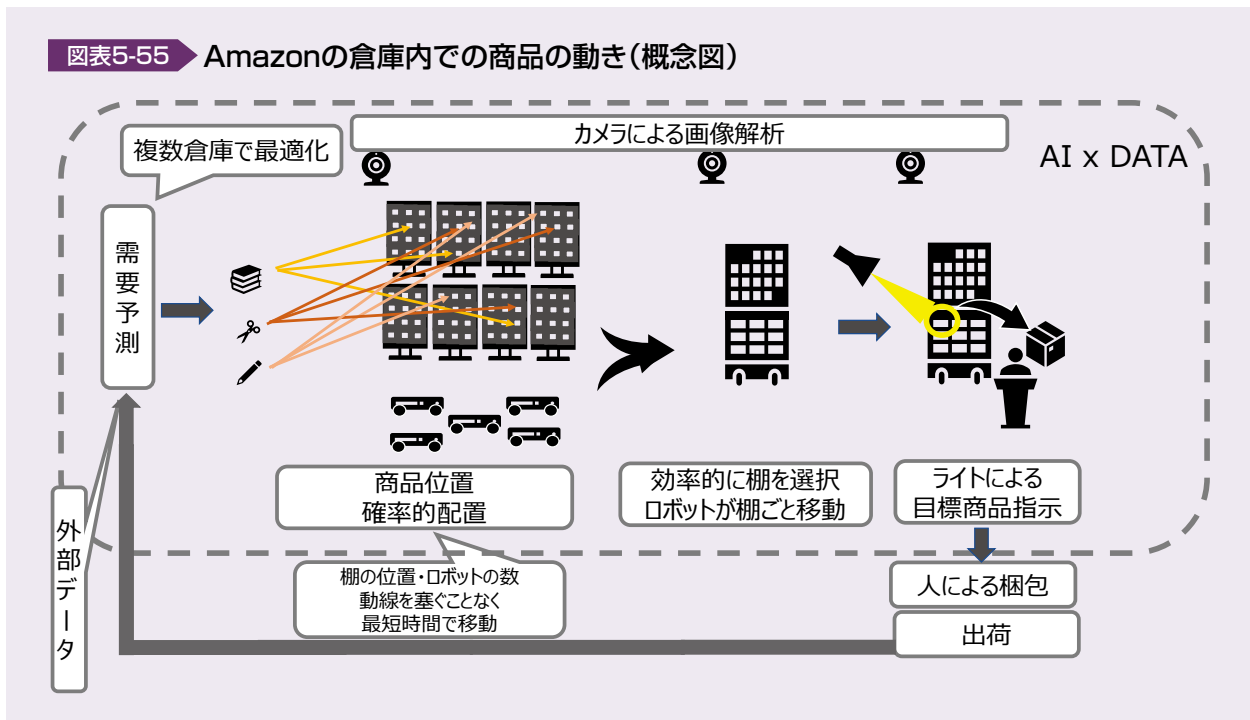 図表5-55 Amazonの倉庫内での商品の動き(概念図)
複数倉庫で最適化
カメラによる画像解析
AI x DATA
需要予測
商品位置
確率的配置
効率的に棚を選択
ロボットが棚ごと移動
ライトによる
目標商品指示
外部データ
棚の位置・ロボットの数
動線を塞ぐことなく
最短時間で移動
人による梱包
出荷